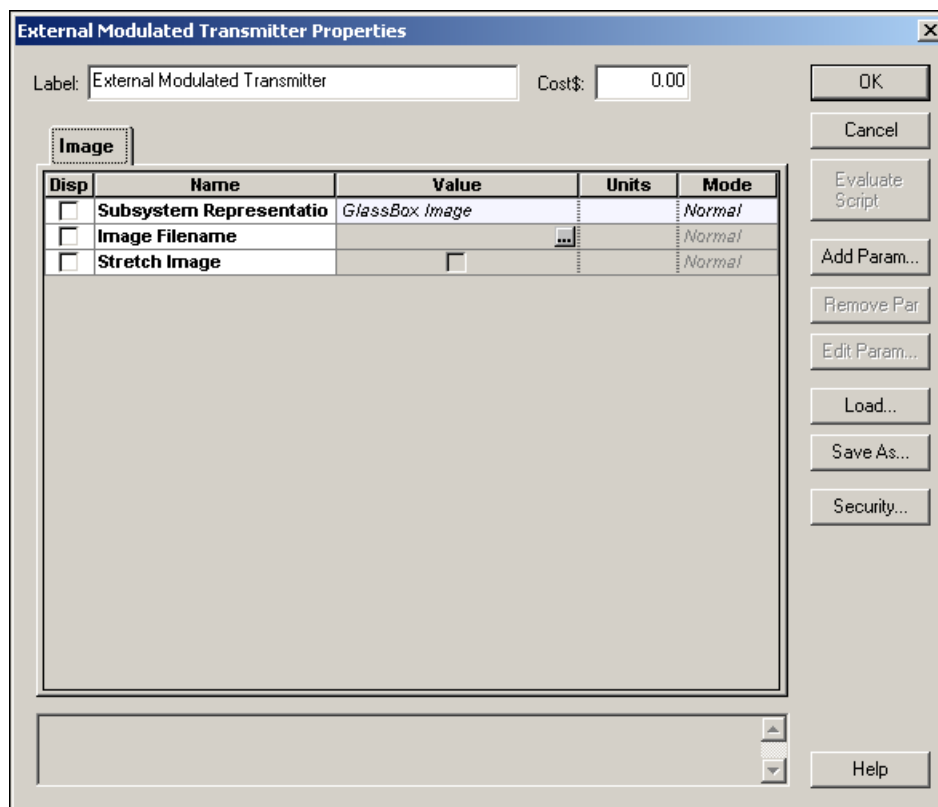 External Modulated Transmitter Properties
Label: External Modulated Transmitter Cost$: 0.00
OK
Cancel
Evaluate Script
Add Param...
Remove Par
Edit Param...
Load...
Save As...
Security...
Help
Image
Disp Name Value Units Mode
Subsystem Representatio GlassBox Image Normal
Image Filename ... Normal
Stretch Image Normal